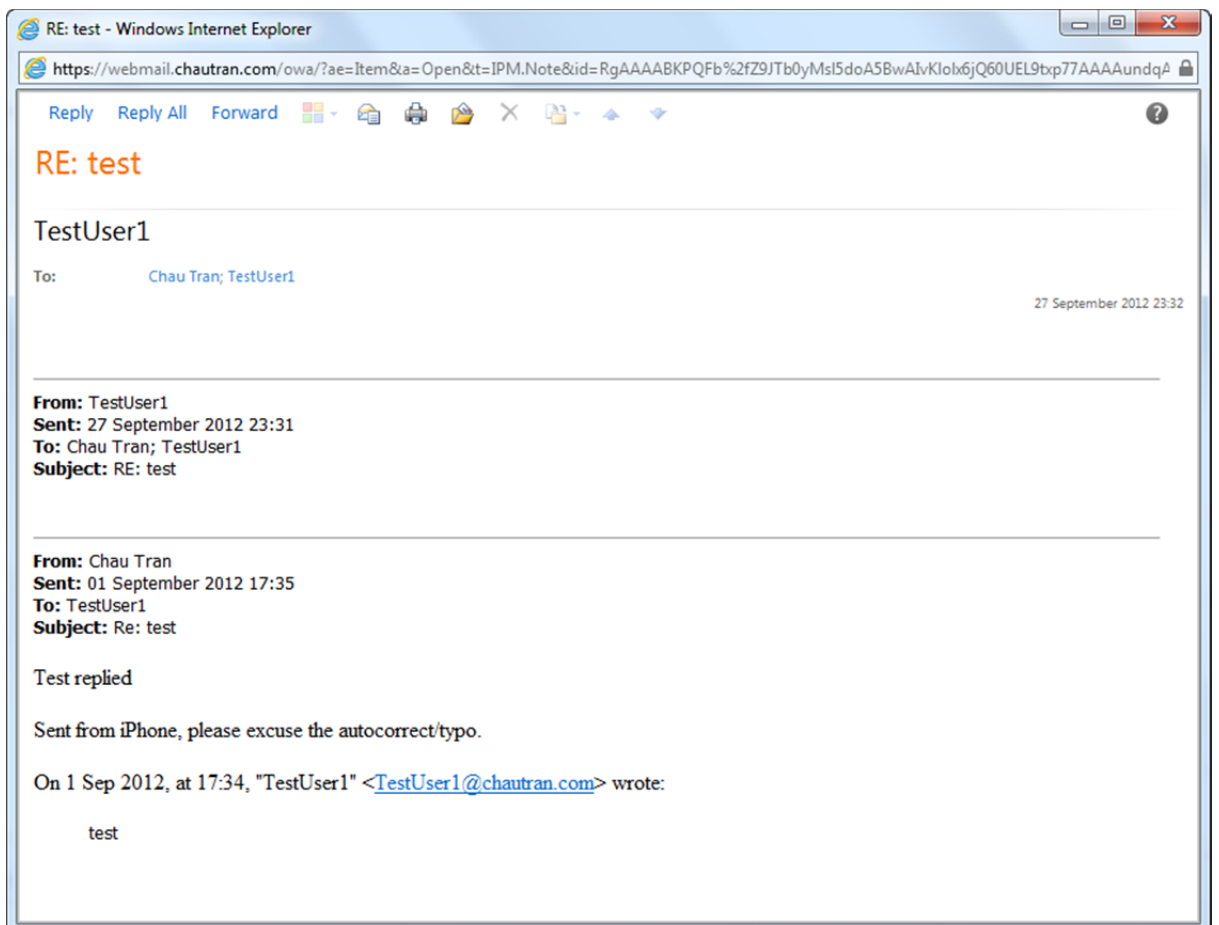 RE: test - Windows Internet Explorer
https://webmail.chautran.com/owa/?ae=Item&a=Open&t=IPM.Note&id=
Reply Reply All Forward
RE: test
TestUser1
To: Chau Tran; TestUser1
27 September 2012 23:32
From: TestUser1
Sent: 27 September 2012 23:31
To: Chau Tran; TestUser1
Subject: RE: test
From: Chau Tran
Sent: 01 September 2012 17:35
To: TestUser1
Subject: Re: test
Test replied
Sent from iPhone, please excuse the autocorrect/typo.
On 1 Sep 2012, at 17:34, "TestUser1" <TestUser1@chautran.com> wrote:
test